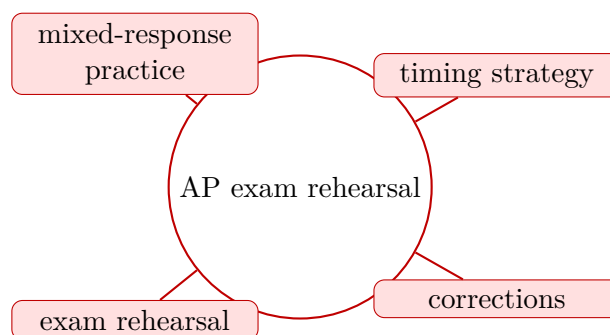 mixed-response
practice
timing strategy
AP exam rehearsal
exam rehearsal
corrections